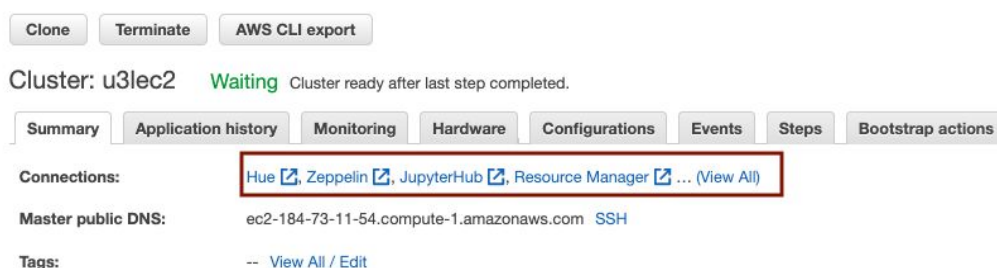 Clone Terminate AWS CLI export
Cluster: u3lec2 Waiting Cluster ready after last step completed.
Summary Application history Monitoring Hardware Configurations Events Steps Bootstrap actions
Connections: Hue, Zeppelin, JupyterHub, Resource Manager ... (View All)
Master public DNS: ec2-184-73-11-54.compute-1.amazonaws.com SSH
Tags: -- View All / Edit